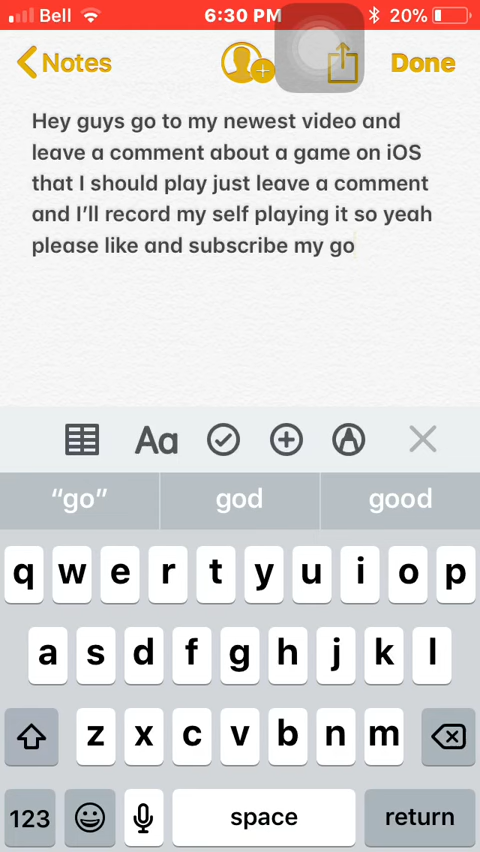 Bell 6:30 PM 20%
Notes Done
Hey guys go to my newest video and
leave a comment about a game on iOS
that I should play just leave a comment
and I’ll record my self playing it so yeah
please like and subscribe my go
Aa
“go” god good
q w e r t y u i o p
a s d f g h j k l
z x c v b n m
123 space return